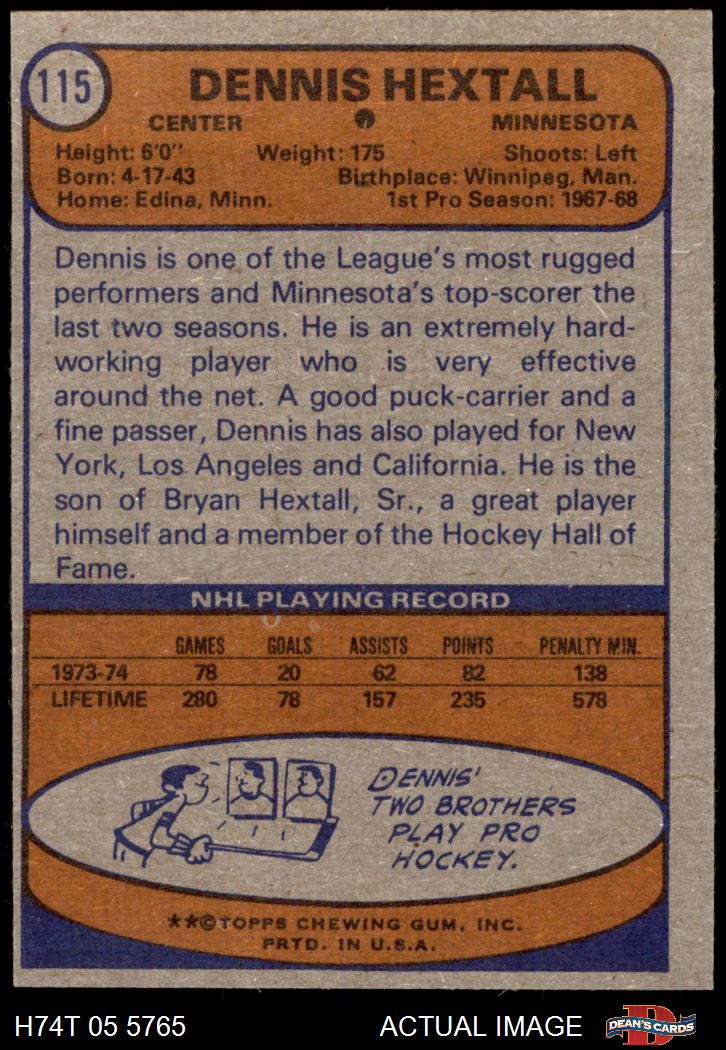 115
DENNIS HEXTALL
CENTER MINNESOTA
Height: 6'0" Weight: 175 Shoots: Left
Born: 4-17-43 Birthplace: Winnipeg, Man.
Home: Edina, Minn. 1st Pro Season: 1967-68
Dennis is one of the League's most rugged
performers and Minnesota's top-scorer the
last two seasons. He is an extremely hard-
working player who is very effective
around the net. A good puck-carrier and a
fine passer, Dennis has also played for New
York, Los Angeles and California. He is the
son of Bryan Hextall, Sr., a great player
himself and a member of the Hockey Hall of
Fame.
NHL PLAYING RECORD
GAMES GOALS ASSISTS POINTS PENALTY MIN.
1973-74 78 20 62 82 138
LIFETIME 280 78 157 235 578
DENNIS'
TWO BROTHERS
PLAY PRO
HOCKEY.
**©TOPPS CHEWING GUM, INC.
PRTD. IN U.S.A.
H74T 05 5765 ACTUAL IMAGE DEAN'S CARDS